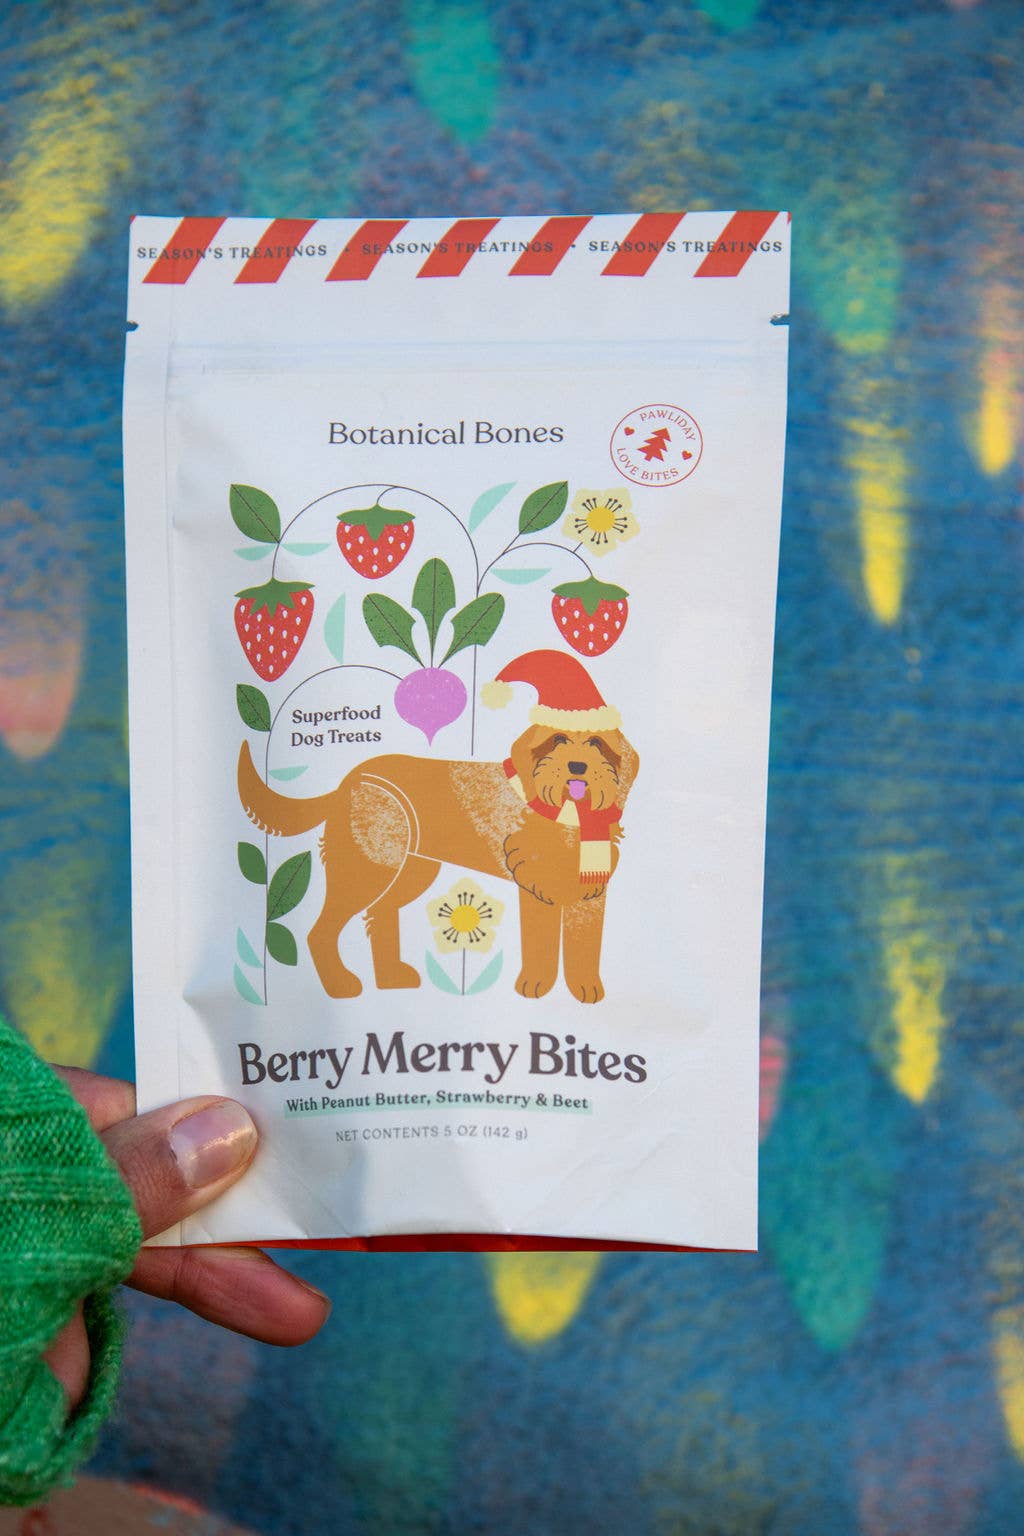 SEASON'S TREATINGS • SEASON'S TREATINGS • SEASON'S TREATINGS
Botanical Bones
PAWLIDAY
LOVE BITES
Superfood
Dog Treats
Berry Merry Bites
With Peanut Butter, Strawberry & Beet
NET CONTENTS 5 OZ (142 g)